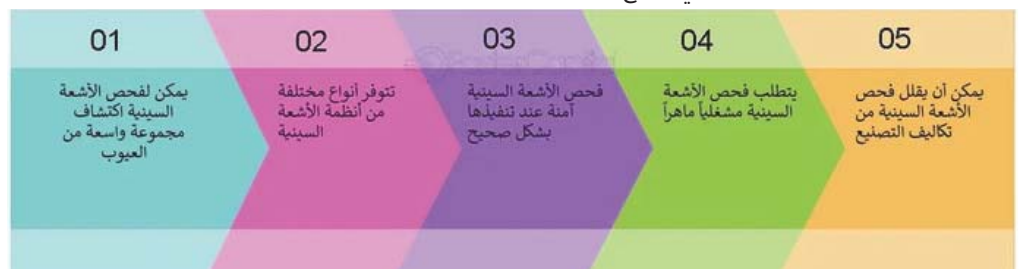 01
يمكن لفحص الأشعة
السينية اكتشاف
مجموعة واسعة من
العيوب
02
تتوفر أنواع مختلفة
من أنظمة الأشعة
السينية
03
فحص الأشعة السينية
آمنة عند تنفيذها
بشكل صحيح
04
يتطلب فحص الأشعة
السينية مشغلياً ماهراً
05
يمكن أن يقلل فحص
الأشعة السينية من
تكاليف التصنيع